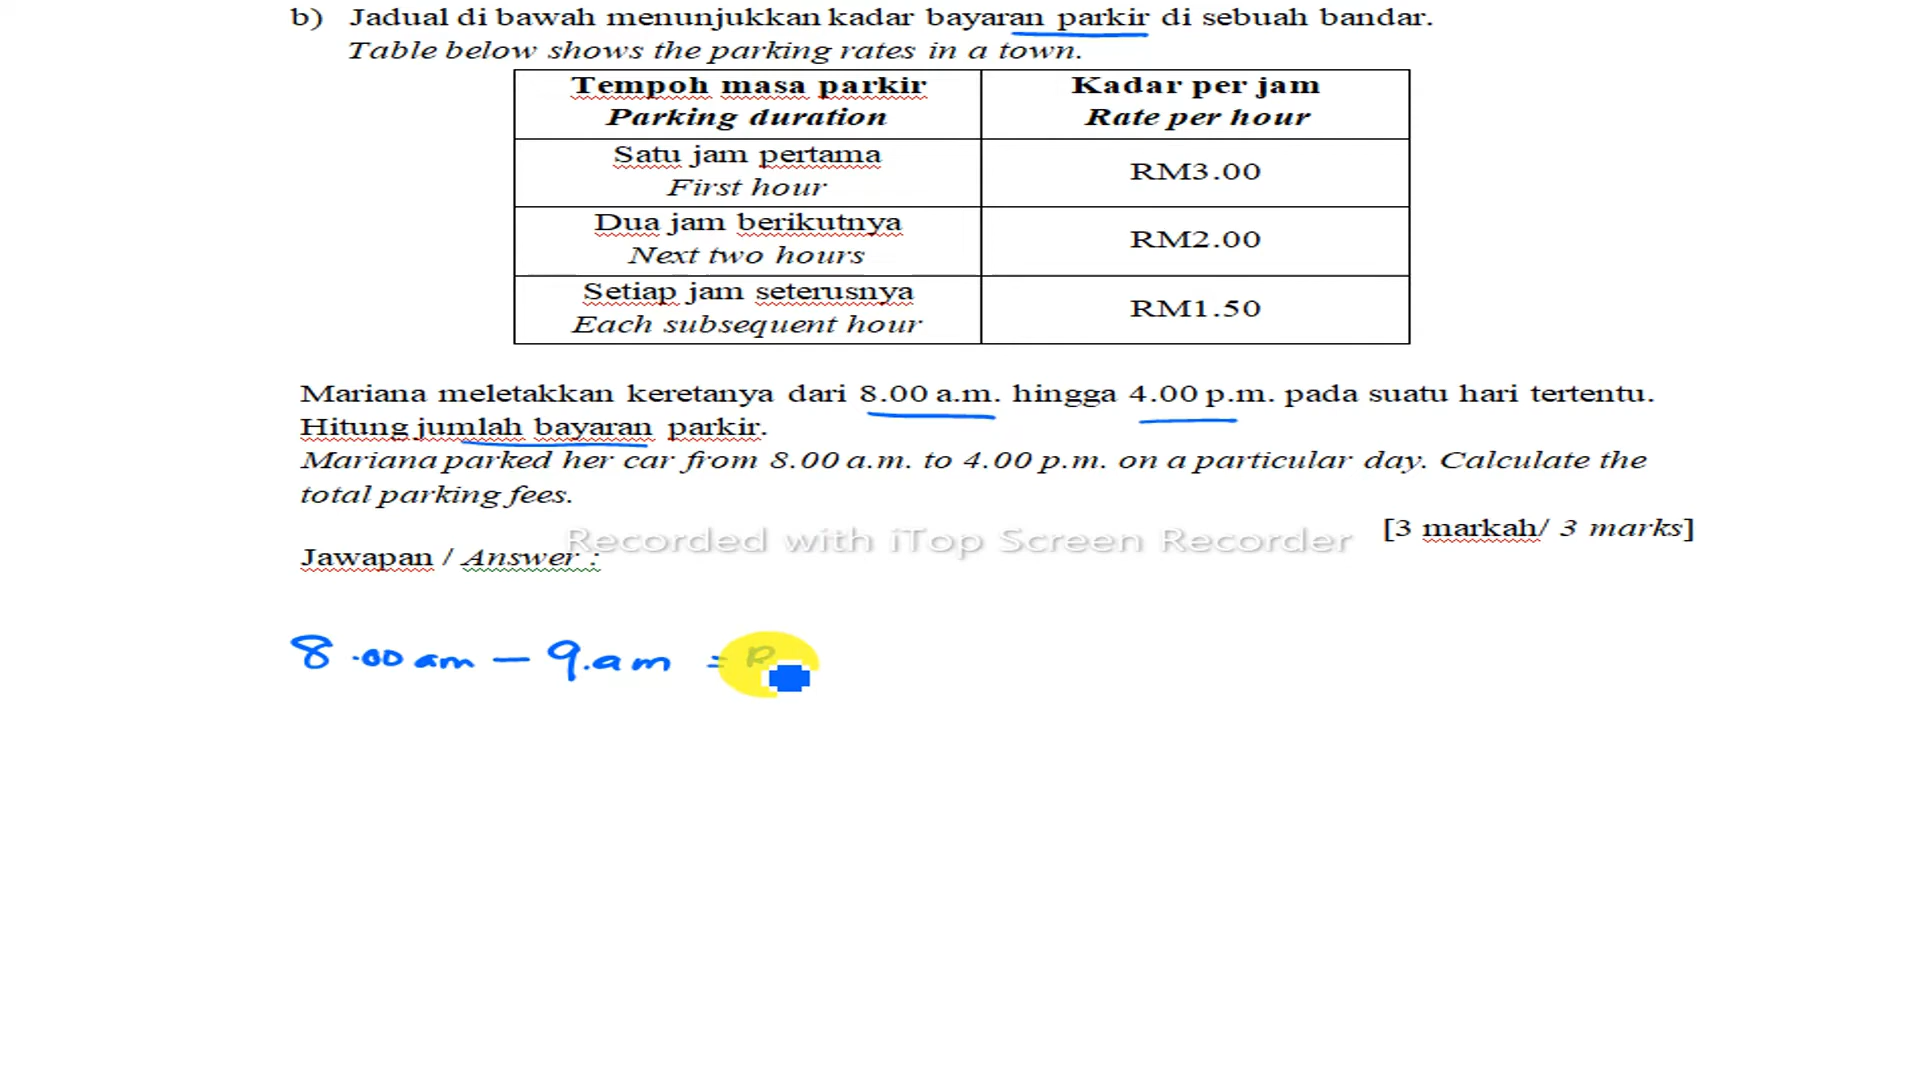 b) Jadual di bawah menunjukkan kadar bayaran parkir di sebuah bandar.
Table below shows the parking rates in a town.
Tempoh masa parkir Kadar per jam
Parking duration Rate per hour
Satu jam pertama
First hour
RM3.00
Dua jam berikutnya
Next two hours
RM2.00
Setiap jam seterusnya
Each subsequent hour
RM1.50
Mariana meletakkan keretanya dari 8.00 a.m. hingga 4.00 p.m. pada suatu hari tertentu.
Hitung jumlah bayaran parkir.
Mariana parked her car from 8.00 a.m. to 4.00 p.m. on a particular day. Calculate the
total parking fees.
[3 markah/ 3 marks]
Recorded with iTop Screen Recorder
Jawapan / Answer :
8.00 am - 9.am =